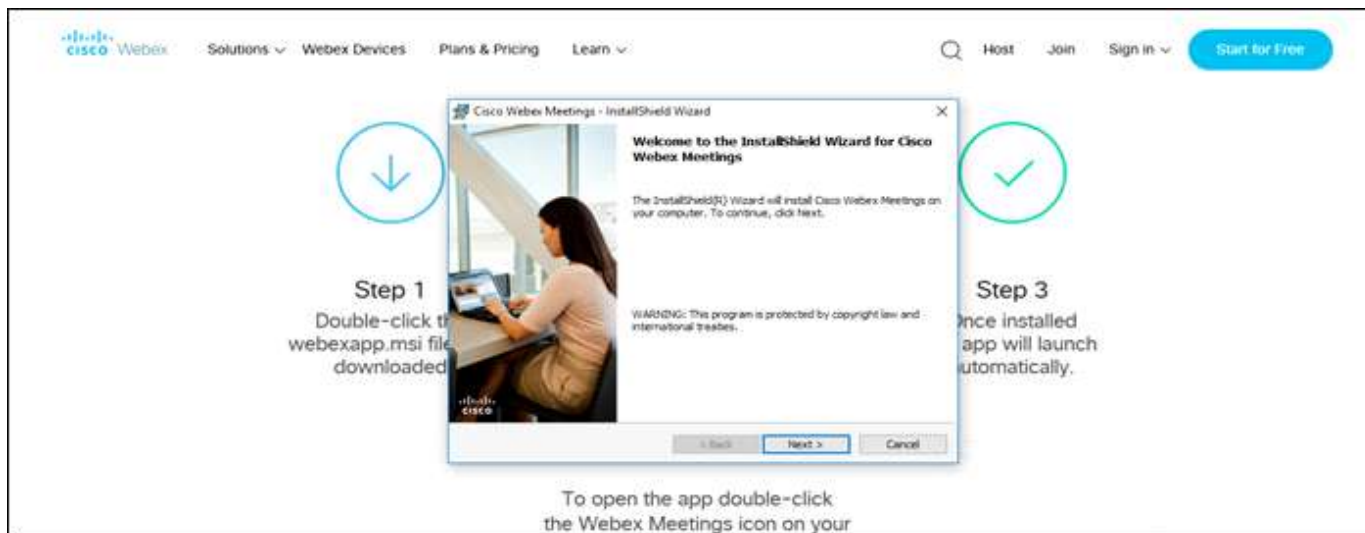 cisco Webex Solutions Webex Devices Plans & Pricing Learn Host Join Sign in Start for Free
Cisco Webex Meetings - InstallShield Wizard
Welcome to the InstallShield Wizard for Cisco
Webex Meetings
The InstallShield(R) Wizard will install Cisco Webex Meetings on
your computer. To continue, click Next.
WARNING: This program is protected by copyright law and
international treaties.
cisco
< Back Next > Cancel
Step 1
Double-click th
webexapp.msi file
downloaded
Step 3
Once installed
app will launch
automatically.
To open the app double-click
the Webex Meetings icon on your